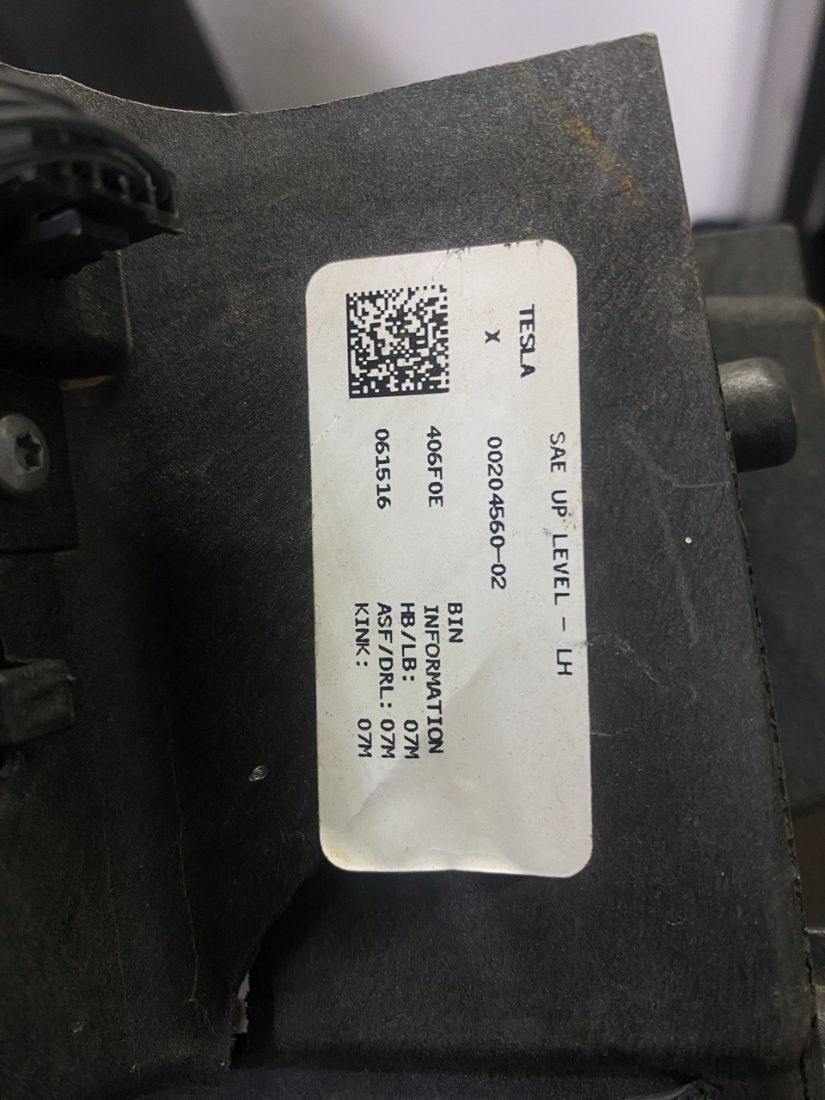 TESLA
SAE UP LEVEL - LH
X
00204560-02
406F0E
061516
BIN
INFORMATION
HB/LB: 07M
ASF/DRL: 07M
KINK: 07M